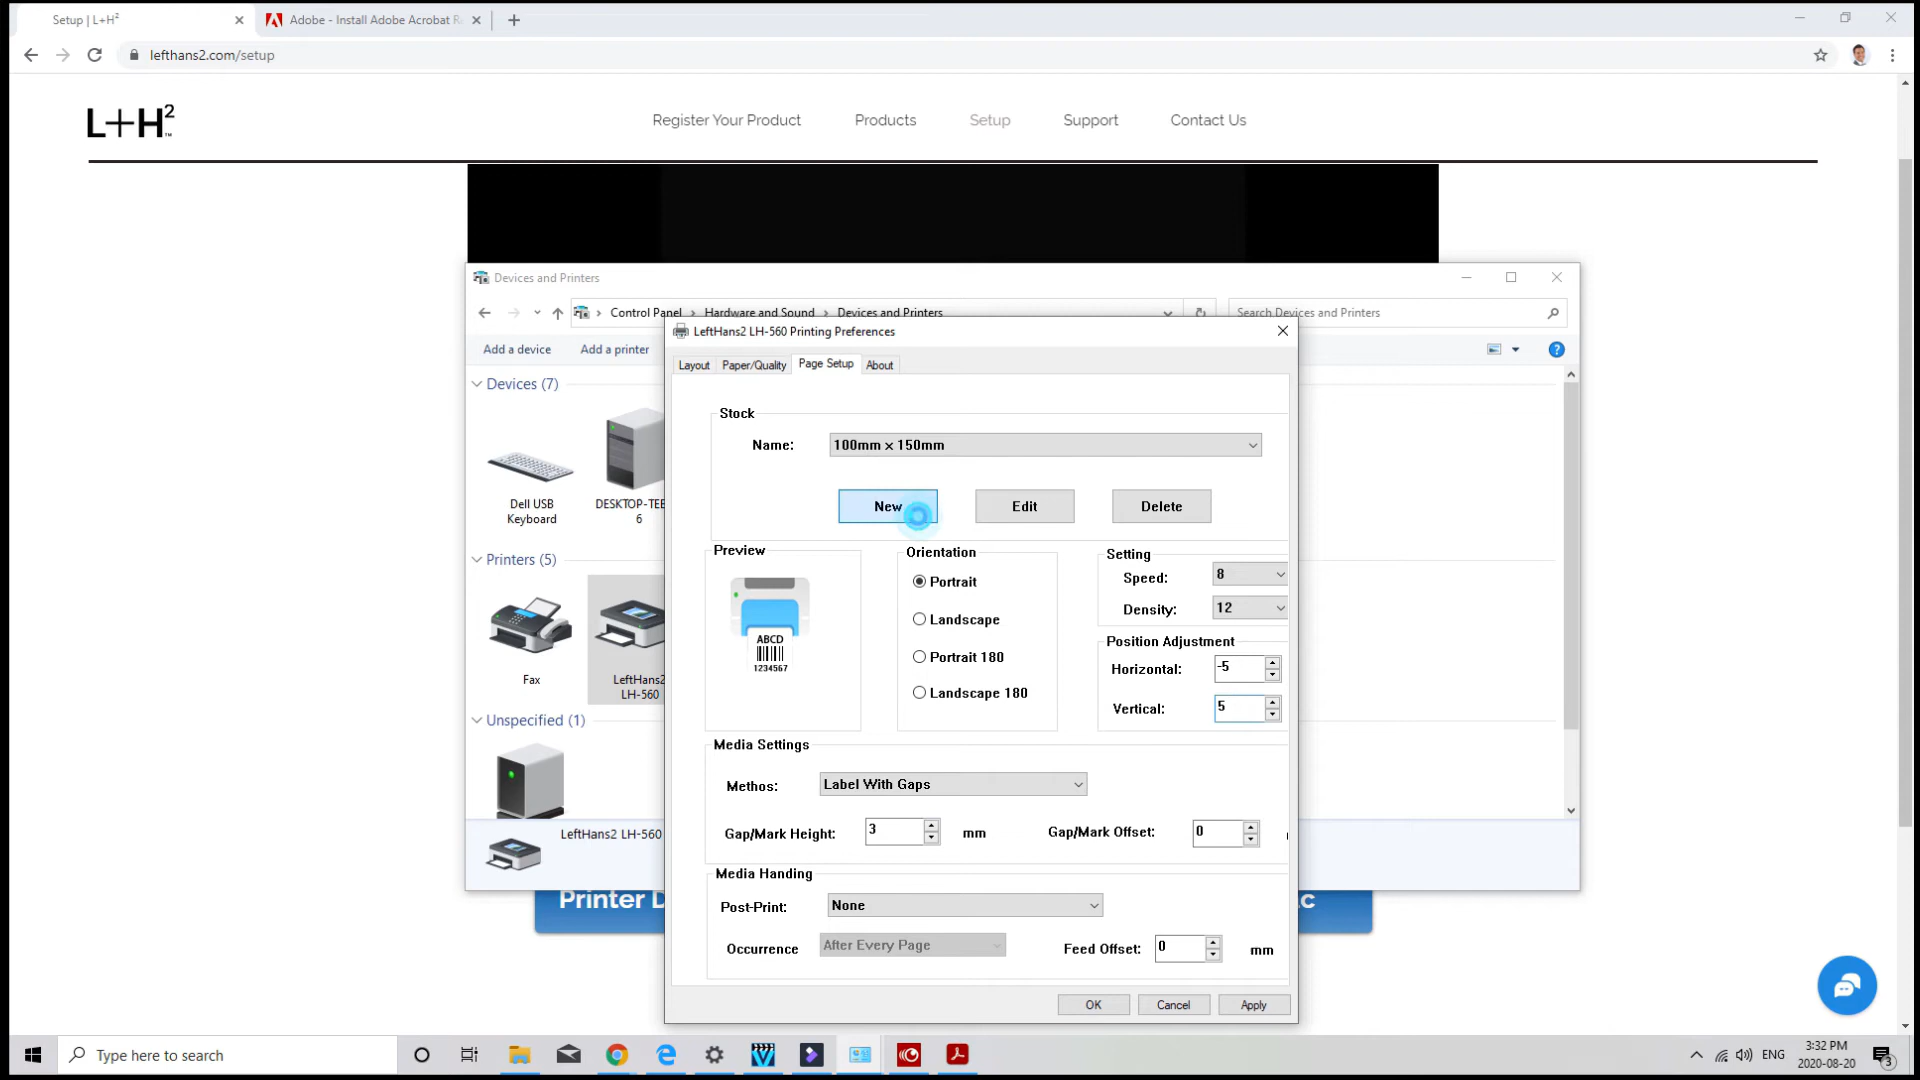 Setup | L+H²
Adobe - Install Adobe Acrobat R
lefthans2.com/setup
L+H²
Register Your Product
Products
Setup
Support
Contact Us
Devices and Printers
Control Panel
Hardware and Sound
Devices and Printers
Search Devices and Printers
LeftHans2 LH-560 Printing Preferences
Add a device
Add a printer
Layout
Paper/Quality
Page Setup
About
Devices (7)
Dell USB
Keyboard
DESKTOP-TEE
6
Printers (5)
Fax
LeftHans2
LH-560
Unspecified (1)
LeftHans2 LH-560
Stock
Name:
100mm x 150mm
New
Edit
Delete
Preview
ABCD
1234567
Orientation
Portrait
Landscape
Portrait 180
Landscape 180
Setting
Speed:
8
Density:
12
Position Adjustment
Horizontal:
-5
Vertical:
5
Media Settings
Methos:
Label With Gaps
Gap/Mark Height:
3
mm
Gap/Mark Offset:
0
Media Handing
Post-Print:
None
Occurrence
After Every Page
Feed Offset:
0
mm
OK
Cancel
Apply
Printer D
Type here to search
ENG
3:32 PM
2020-08-20
3